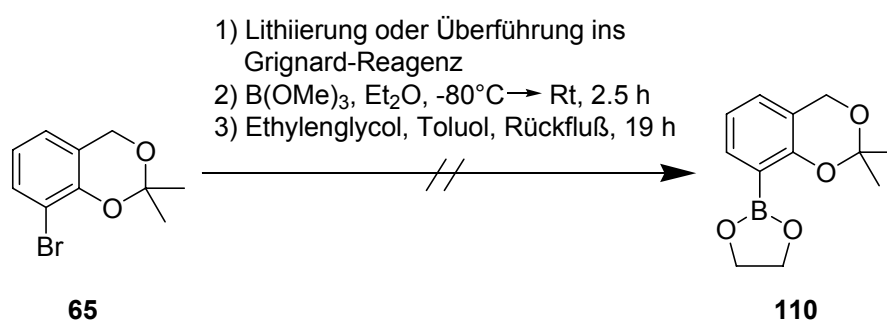 1) Lithiierung oder Überführung ins
Grignard-Reagenz
2) B(OMe)₃, Et₂O, -80°C → Rt, 2.5 h
3) Ethylenglycol, Toluol, Rückfluß, 19 h
O
O
Br
65
O
O
B
O
O
110